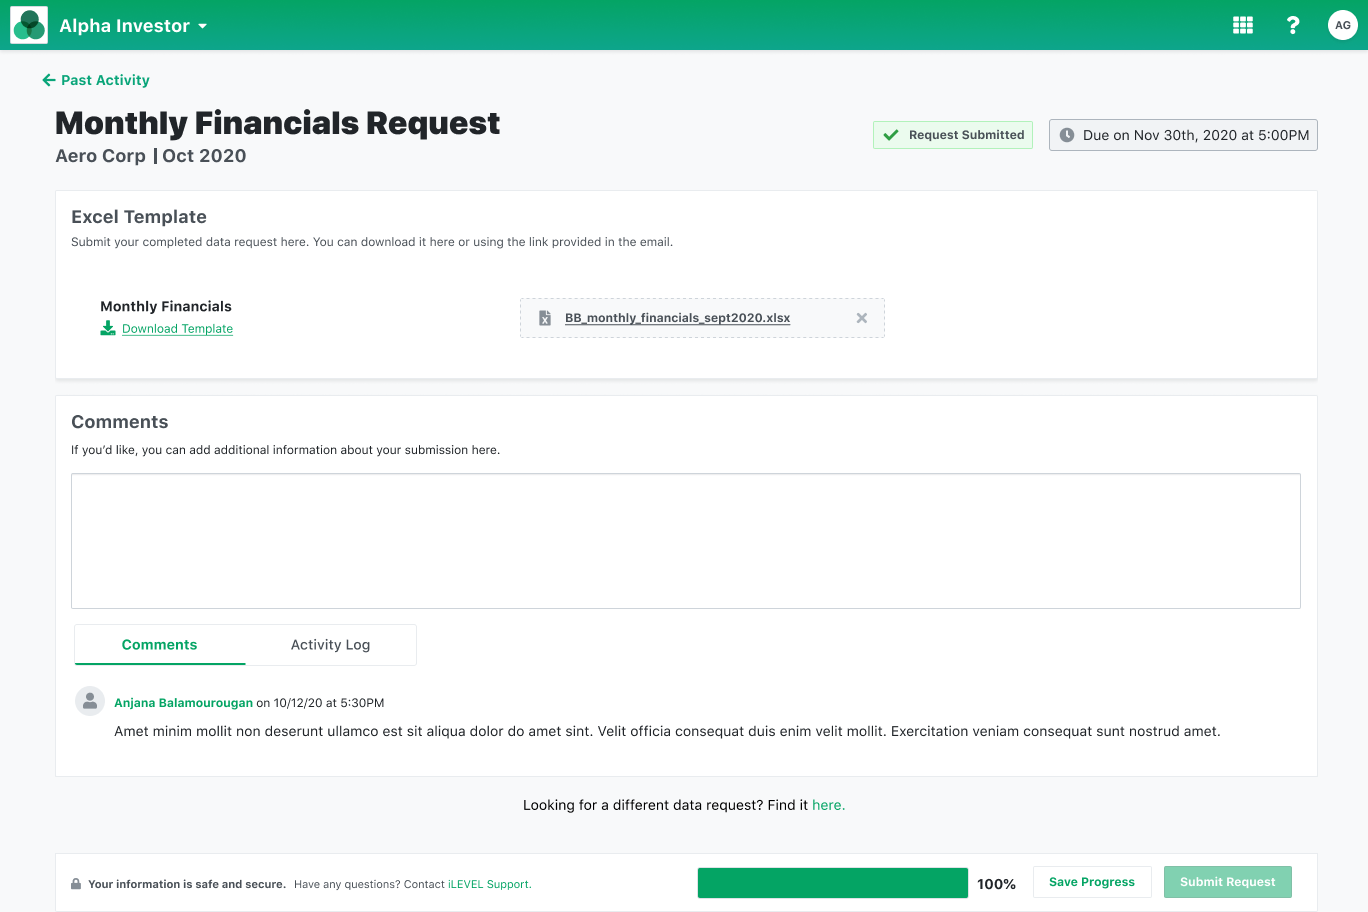 Alpha Investor
?
AG
Past Activity
Monthly Financials Request
Aero Corp | Oct 2020
Request Submitted
Due on Nov 30th, 2020 at 5:00PM
Excel Template
Submit your completed data request here. You can download it here or using the link provided in the email.
Monthly Financials
Download Template
BB_monthly_financials_sept2020.xlsx
Comments
If you’d like, you can add additional information about your submission here.
Comments
Activity Log
Anjana Balamourougan on 10/12/20 at 5:30PM
Amet minim mollit non deserunt ullamco est sit aliqua dolor do amet sint. Velit officia consequat duis enim velit mollit. Exercitation veniam consequat sunt nostrud amet.
Looking for a different data request? Find it here.
Your information is safe and secure. Have any questions? Contact iLEVEL Support.
100%
Save Progress
Submit Request